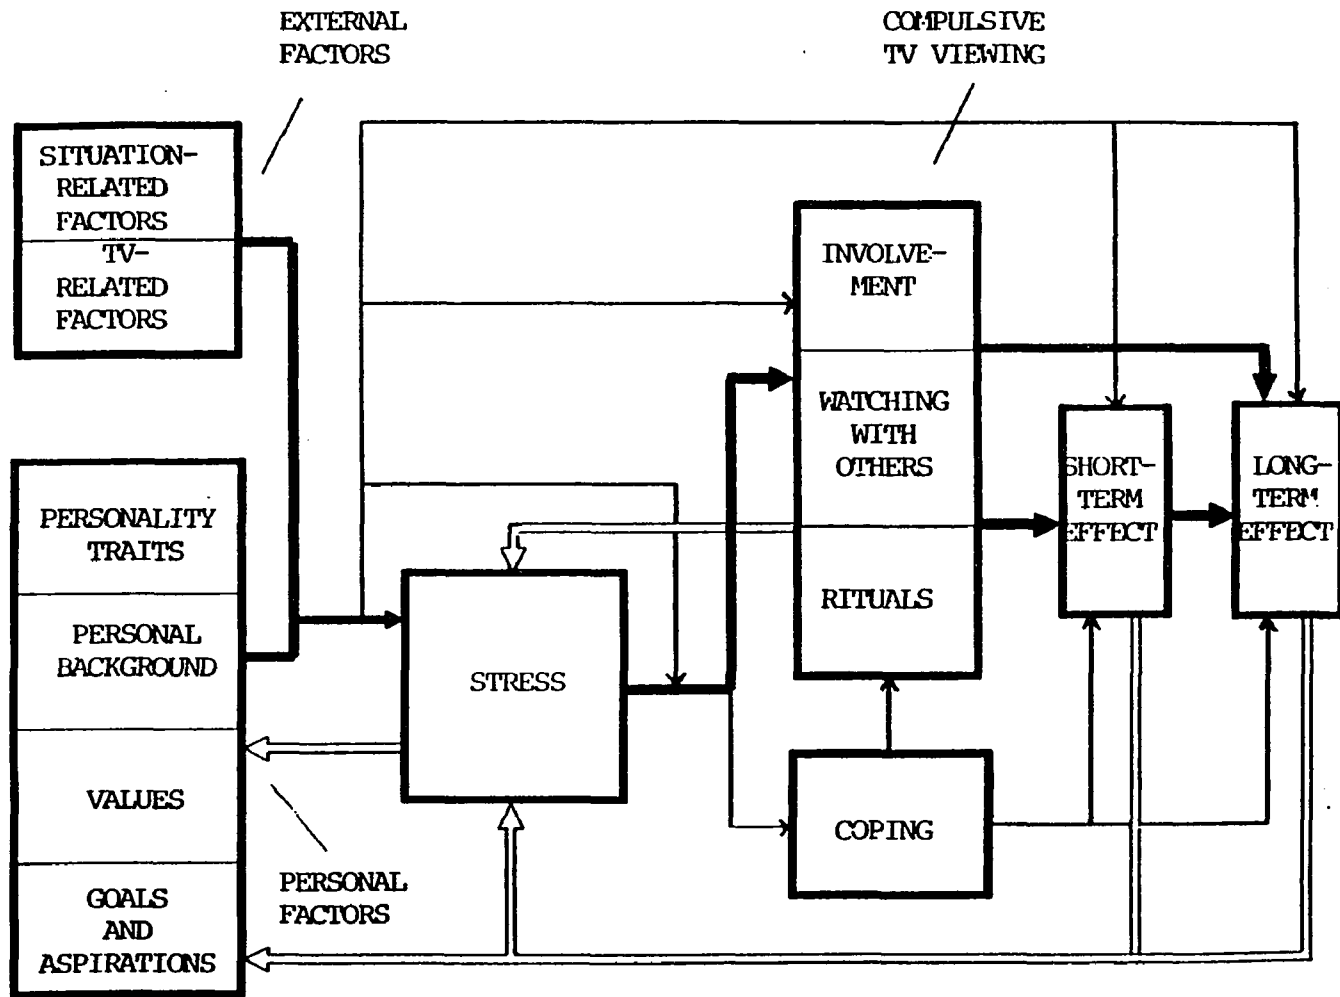 EXTERNAL
FACTORS
COMPULSIVE
TV VIEWING
SITUATION-
RELATED
FACTORS
TV-
RELATED
FACTORS
INVOLVE-
MENT
WATCHING
WITH
OTHERS
RITUALS
SHORT-
TERM
EFFECT
LONG-
TERM
EFFECT
PERSONALITY
TRAITS
PERSONAL
BACKGROUND
VALUES
GOALS
AND
ASPIRATIONS
STRESS
COPING
PERSONAL
FACTORS